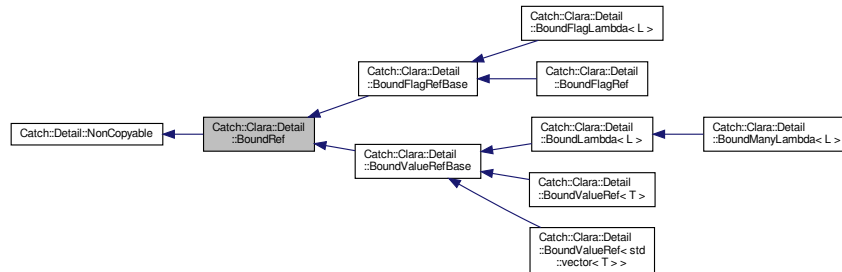 Catch::Detail::NonCopyable
Catch::Clara::Detail
::BoundRef
Catch::Clara::Detail
::BoundFlagRefBase
Catch::Clara::Detail
::BoundValueRefBase
Catch::Clara::Detail
::BoundFlagLambda< L >
Catch::Clara::Detail
::BoundFlagRef
Catch::Clara::Detail
::BoundLambda< L >
Catch::Clara::Detail
::BoundValueRef< T >
Catch::Clara::Detail
::BoundValueRef< std
::vector< T > >
Catch::Clara::Detail
::BoundManyLambda< L >